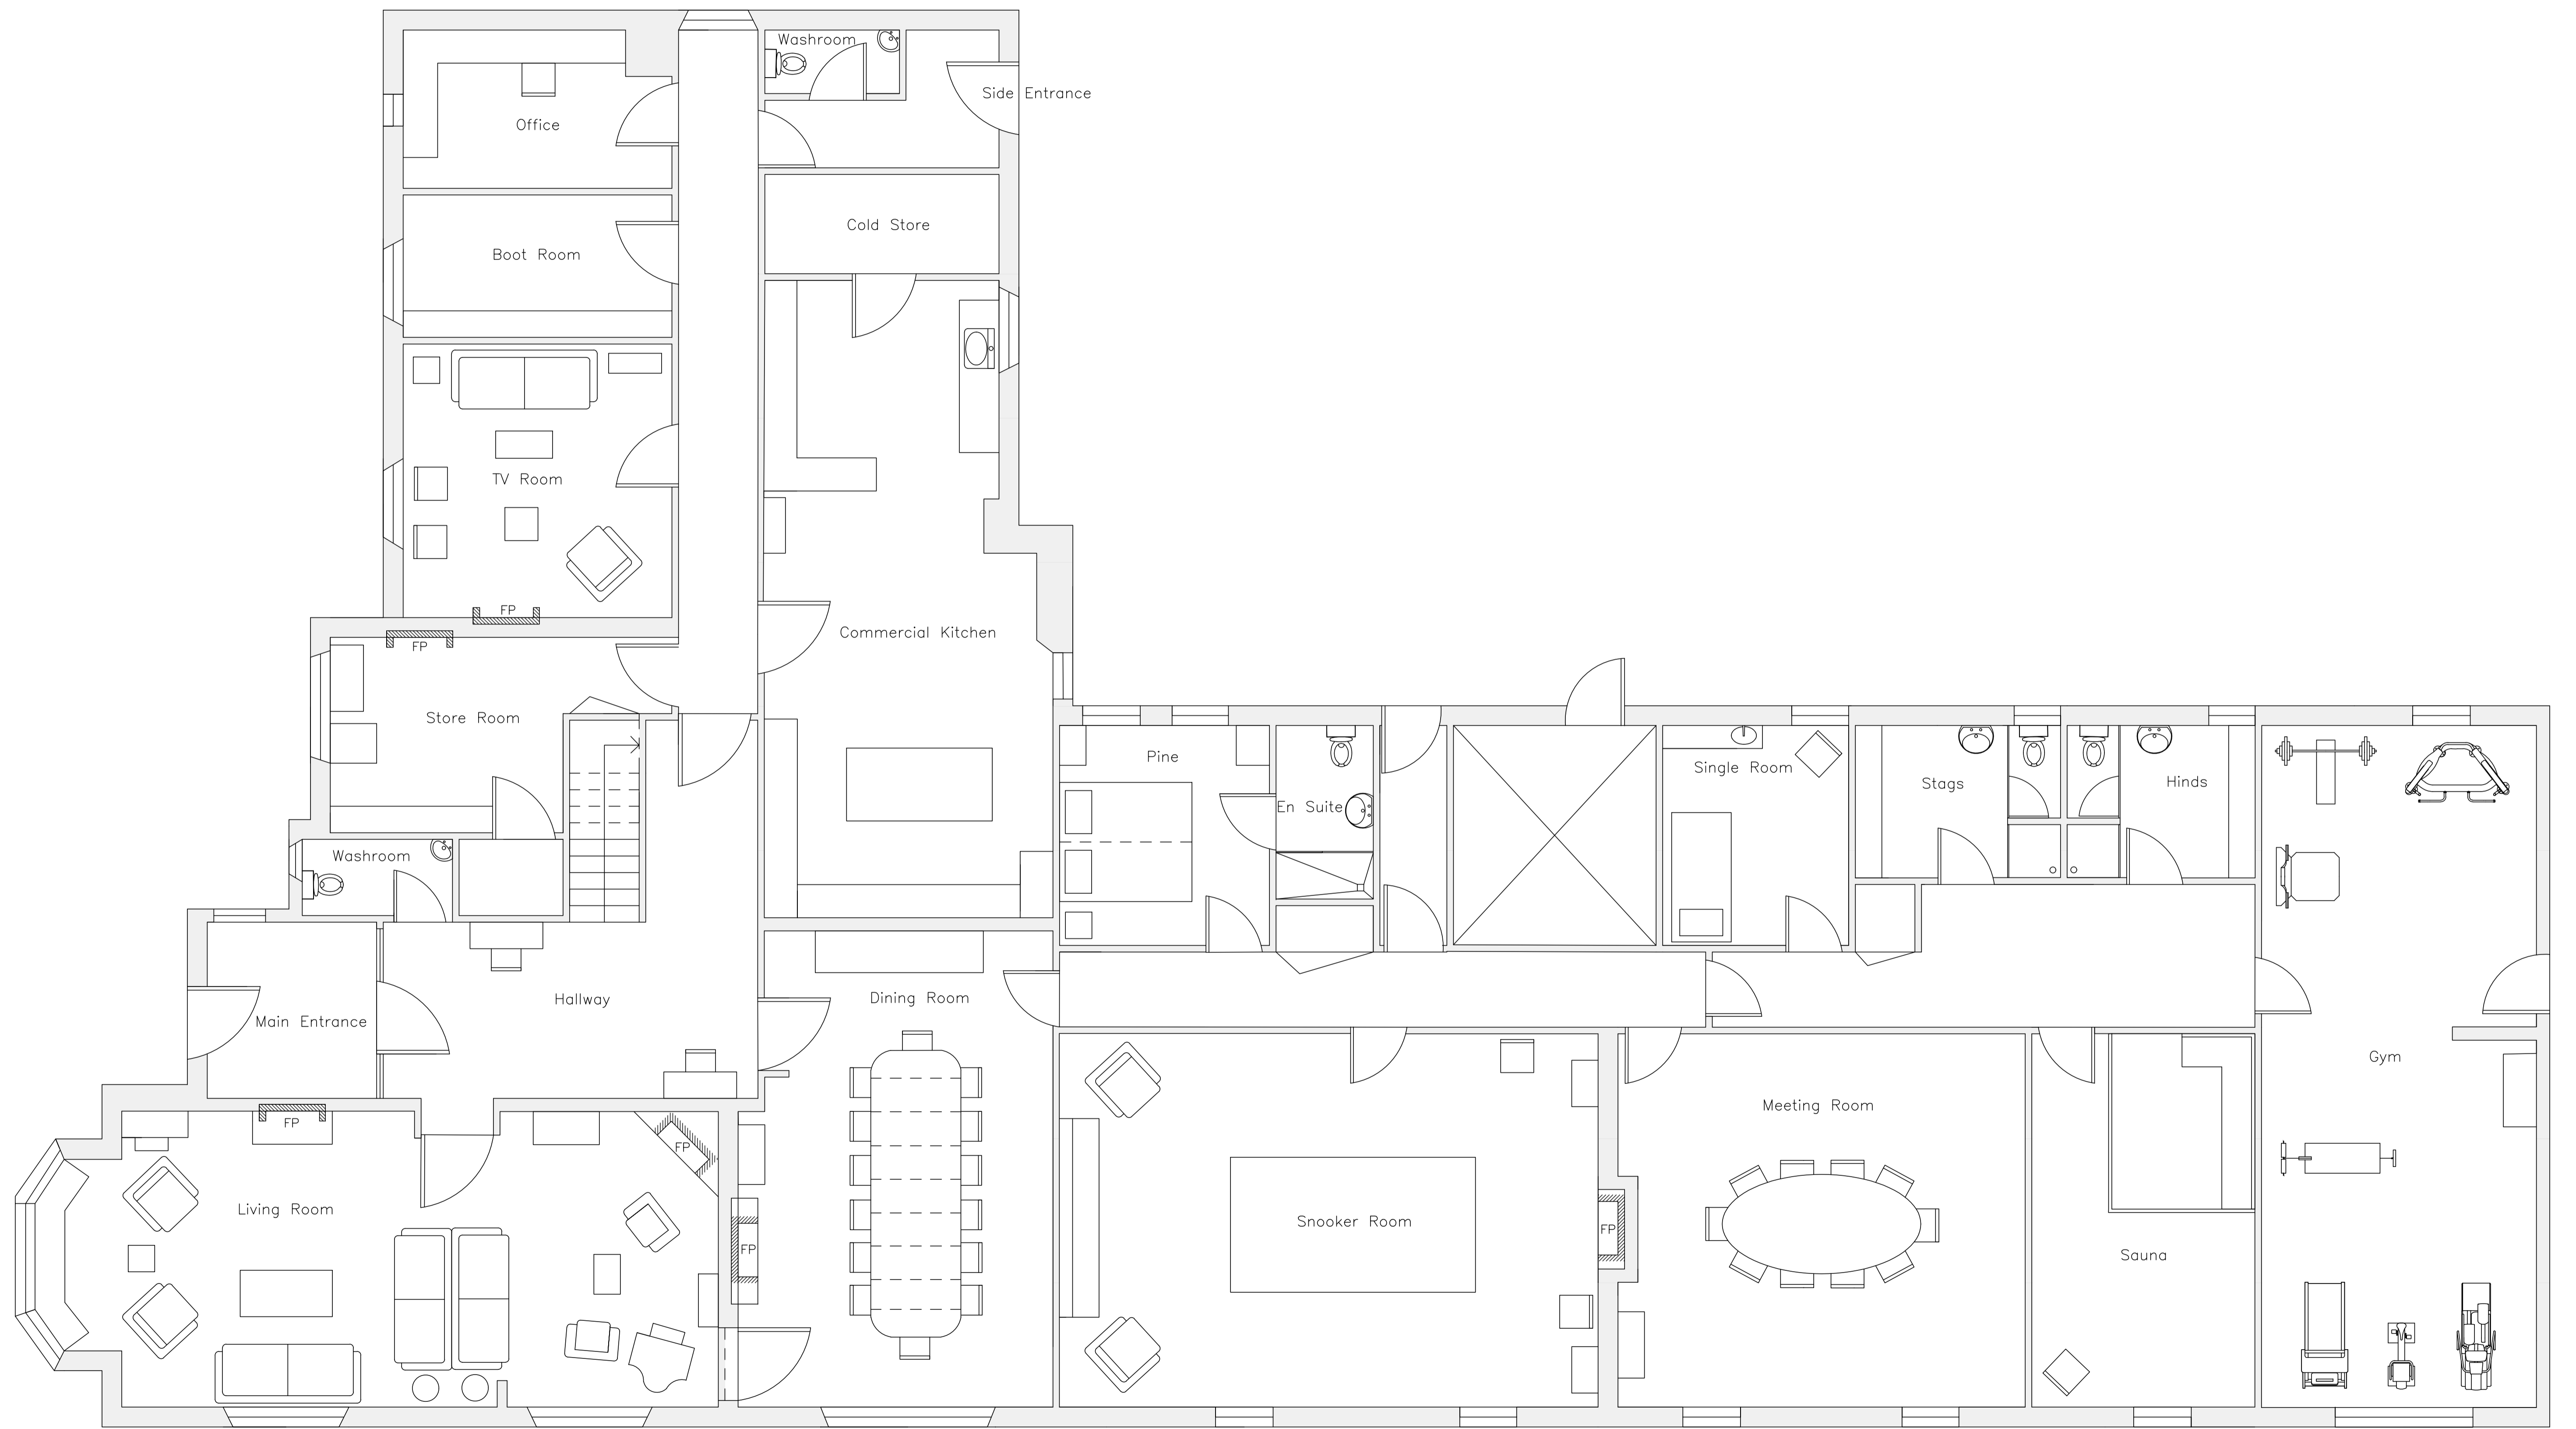 Washroom
Side Entrance
Office
Cold Store
Boot Room
TV Room
FP
Commercial Kitchen
FP
Store Room
Pine
Single Room
Stags
Hinds
En Suite
Washroom
Dining Room
Hallway
Main Entrance
Gym
Meeting Room
FP
FP
Living Room
Snooker Room
FP
FP
Sauna